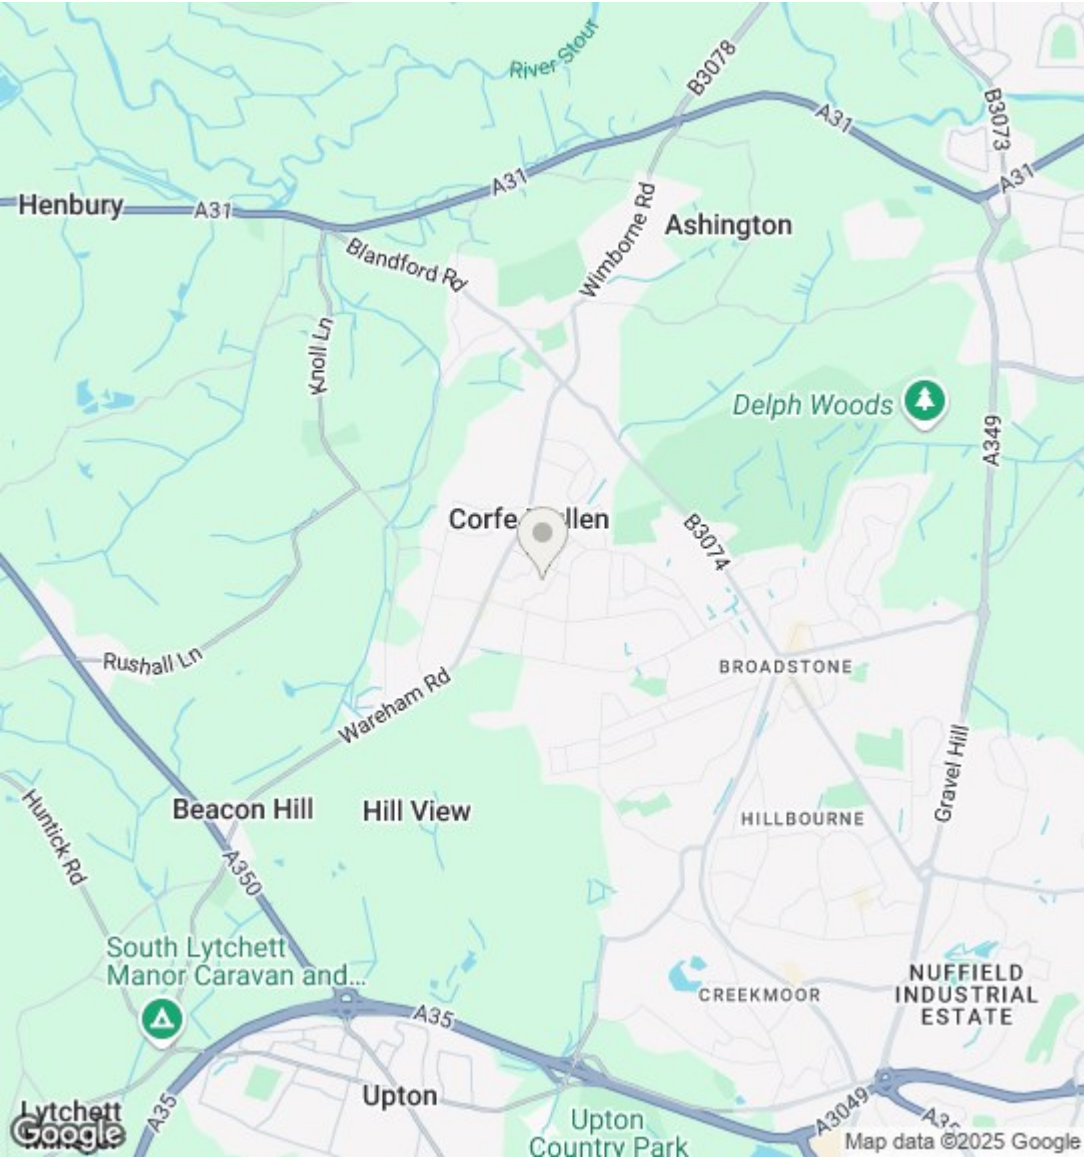 River Stour
B3078
B3073
A31
A31
A31
A31
Henbury
Blandford Rd
Wimborne Rd
Ashington
Knoll Ln
Delph Woods
A349
Corfe
B3074
Rushall Ln
BROADSTONE
Wareham Rd
Gravel Hill
Huntick Rd
Beacon Hill
Hill View
HILLBOURNE
A350
South Lytchett
Manor Caravan and...
NUFFIELD
INDUSTRIAL
ESTATE
CREEKMOOR
A35
Upton
A35
Upton
Country Park
A3049
A35
Lytchett
Google
Map data ©2025 Google